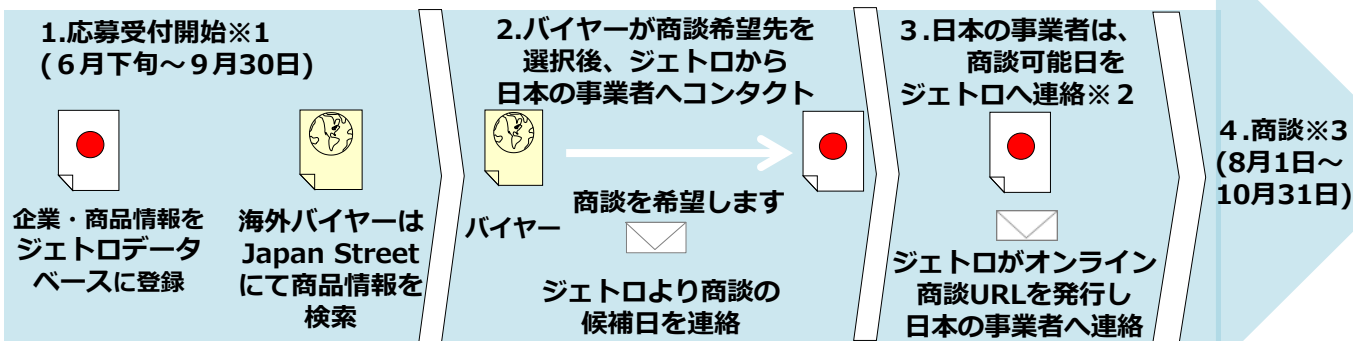 1.応募受付開始※1
(６月下旬～９月30日)
企業・商品情報を
ジェトロデータ
ベースに登録
海外バイヤーは
Japan Street
にて商品情報を
検索
2.バイヤーが商談希望先を
選択後、ジェトロから
日本の事業者へコンタクト
バイヤー
商談を希望します
ジェトロより商談の
候補日を連絡
３.日本の事業者は、
商談可能日を
ジェトロへ連絡※２
ジェトロがオンライン
商談URLを発行し
日本の事業者へ連絡
４.商談※3
(8月1日～
10月31日)